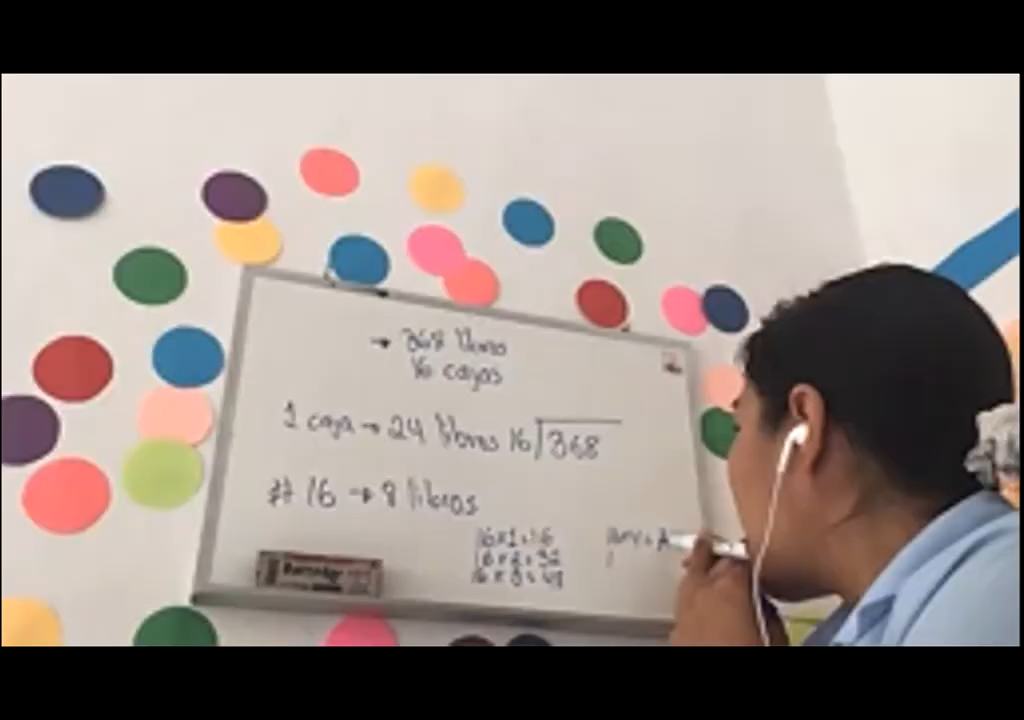 → 368 libros
16 cajas
1 caja → 24 libros 16)368
# 16 → 8 libros
16 x 1 = 16
16 x 2 = 32
16 x 3 = 48